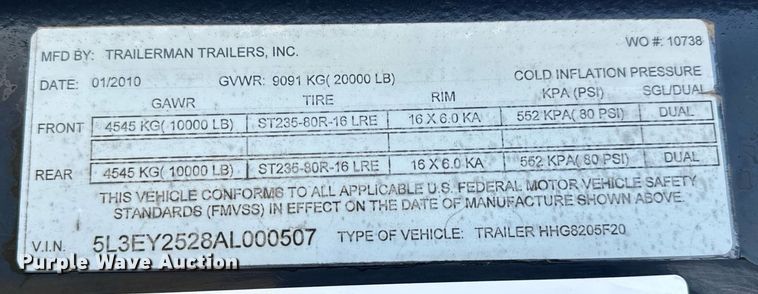 MFD BY: TRAILERMAN TRAILERS, INC. WO #: 10738
DATE: 01/2010 GVWR: 9091 KG( 20000 LB) COLD INFLATION PRESSURE
GAWR TIRE RIM KPA (PSI) SGL/DUAL
FRONT 4545 KG( 10000 LB) ST235-80R-16 LRE 16 X 6.0 KA 552 KPA( 80 PSI) DUAL
REAR 4545 KG( 10000 LB) ST235-80R-16 LRE 16 X 6.0 KA 552 KPA( 80 PSI) DUAL
THIS VEHICLE CONFORMS TO ALL APPLICABLE U.S. FEDERAL MOTOR VEHICLE SAFETY
STANDARDS (FMVSS) IN EFFECT ON THE DATE OF MANUFACTURE SHOWN ABOVE.
V.I.N. 5L3EY2528AL000507 TYPE OF VEHICLE: TRAILER HHG8205F20
Purple Wave Auction